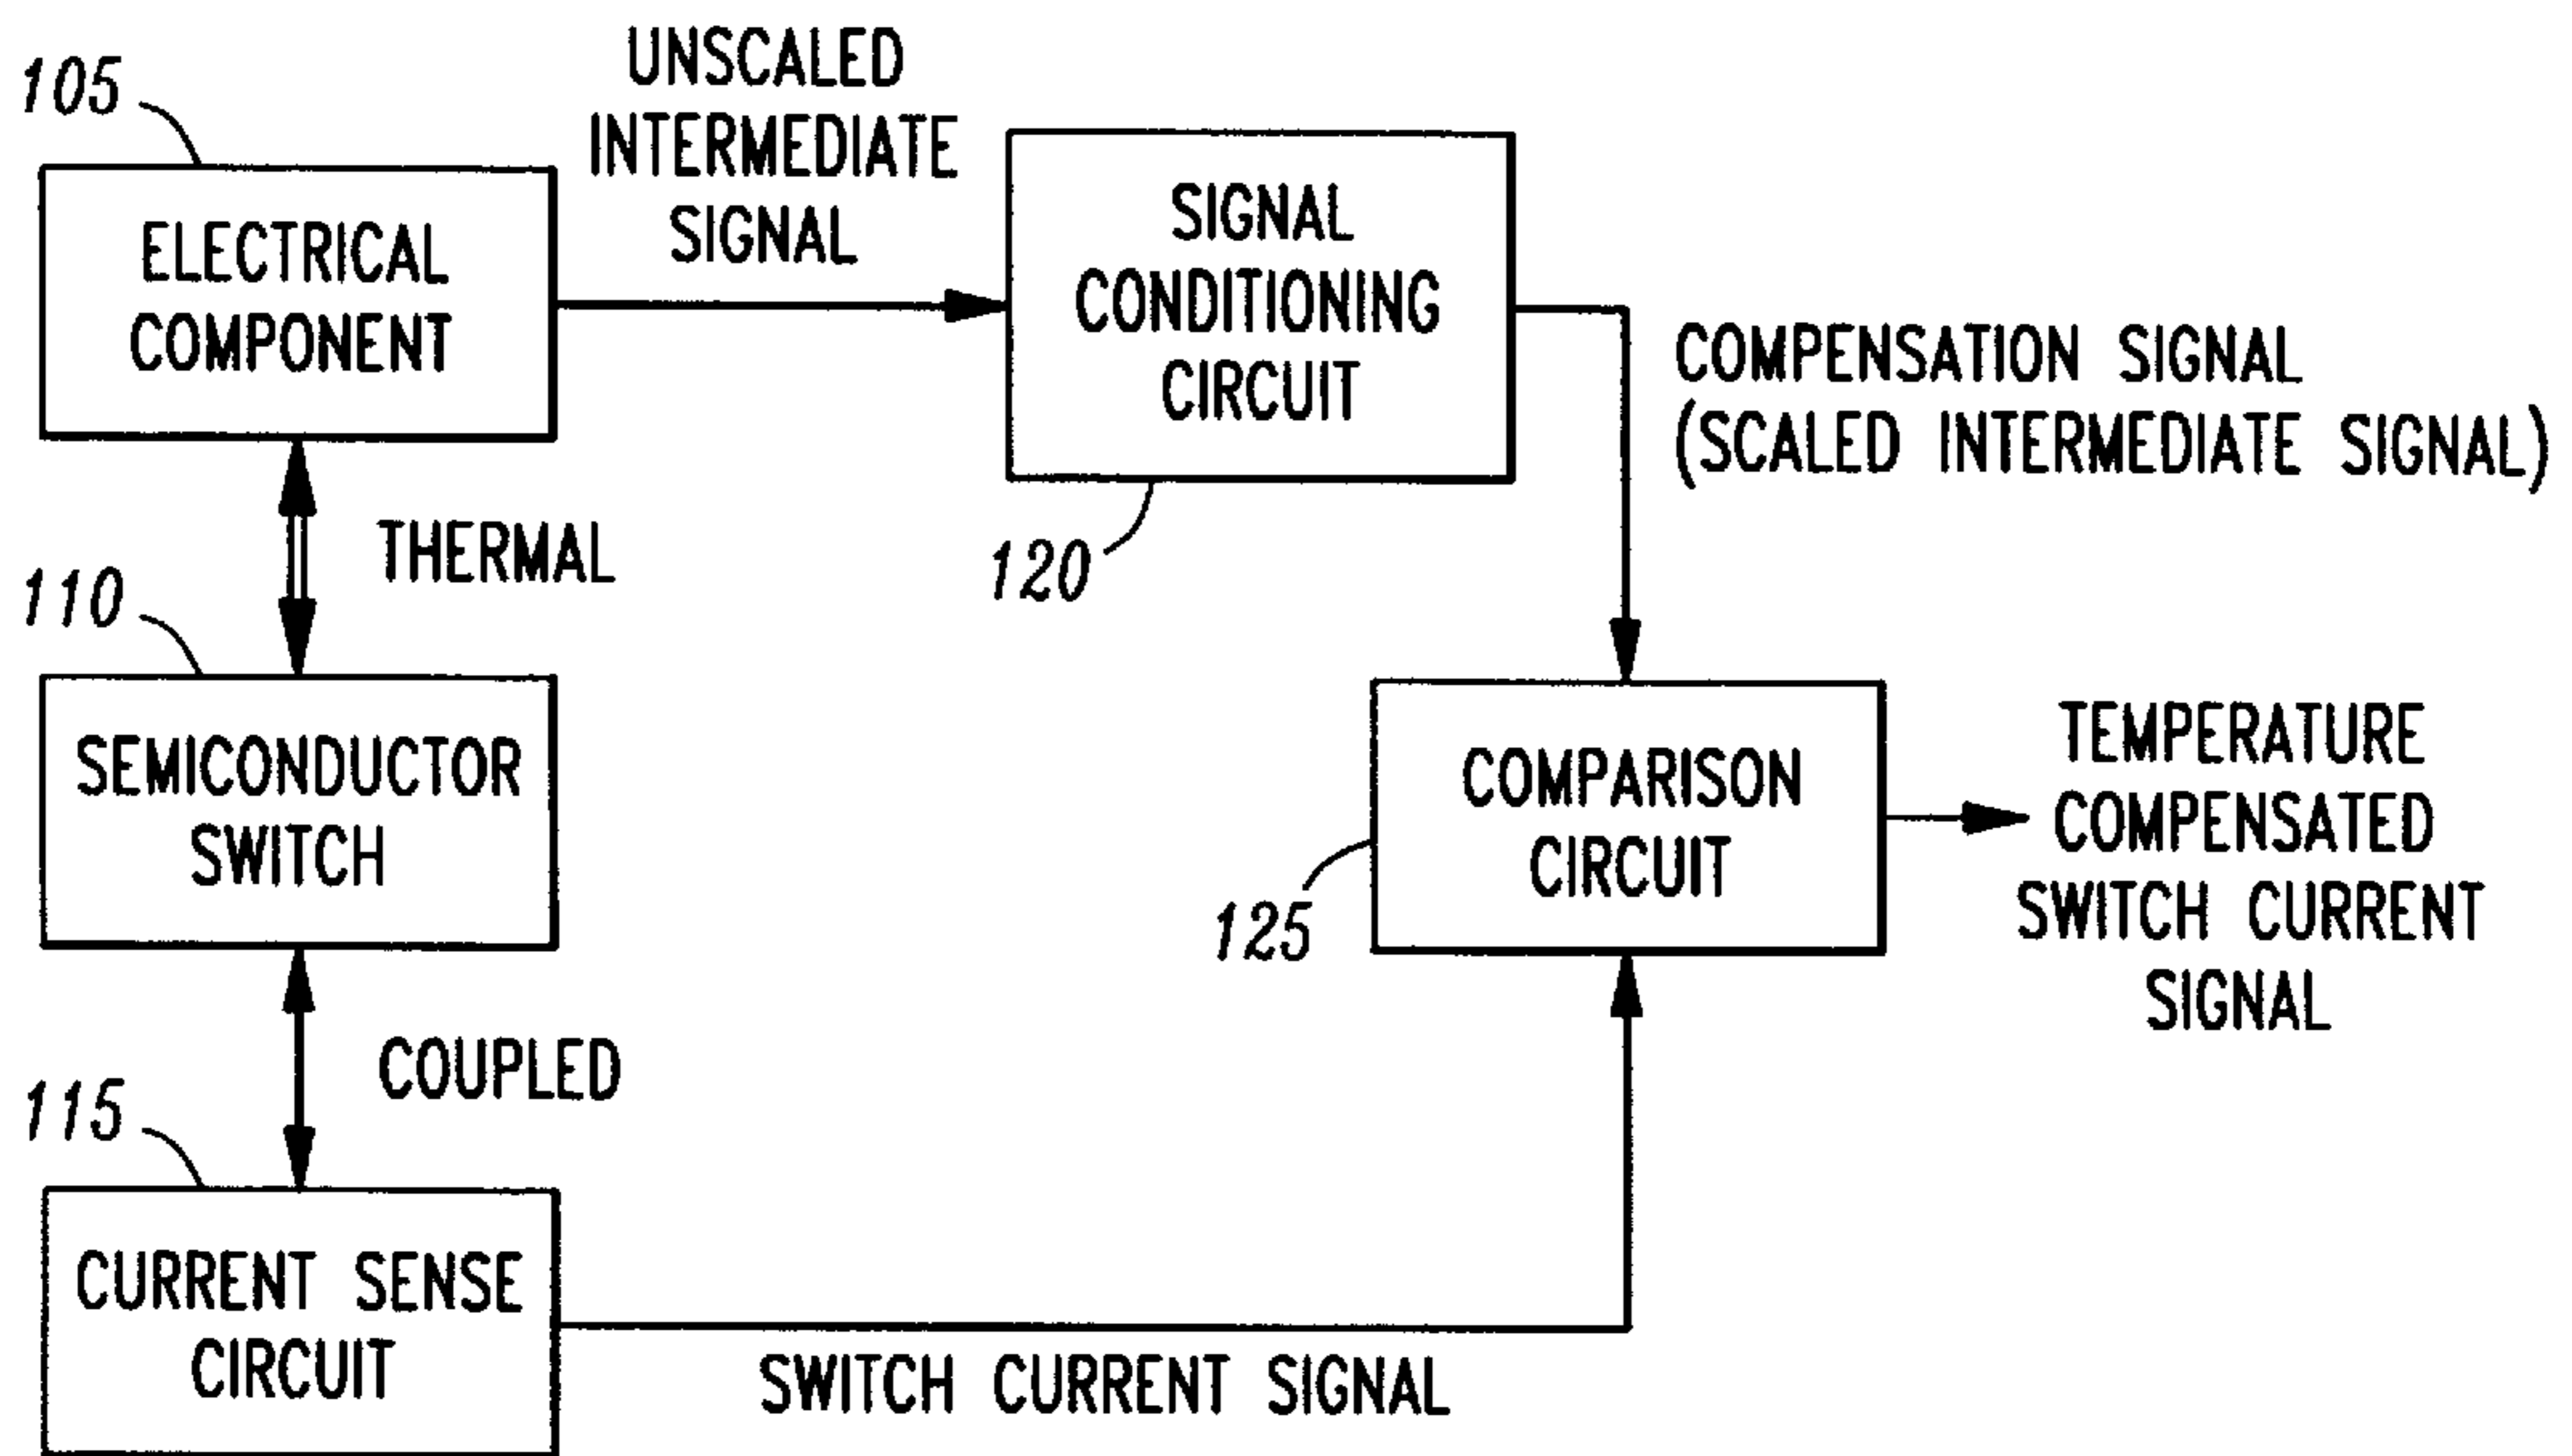 105
ELECTRICAL
COMPONENT
UNSCALED
INTERMEDIATE
SIGNAL
SIGNAL
CONDITIONING
CIRCUIT
120
COMPENSATION SIGNAL
(SCALED INTERMEDIATE SIGNAL)
THERMAL
110
SEMICONDUCTOR
SWITCH
COMPARISON
CIRCUIT
125
TEMPERATURE
COMPENSATED
SWITCH CURRENT
SIGNAL
COUPLED
115
CURRENT SENSE
CIRCUIT
SWITCH CURRENT SIGNAL